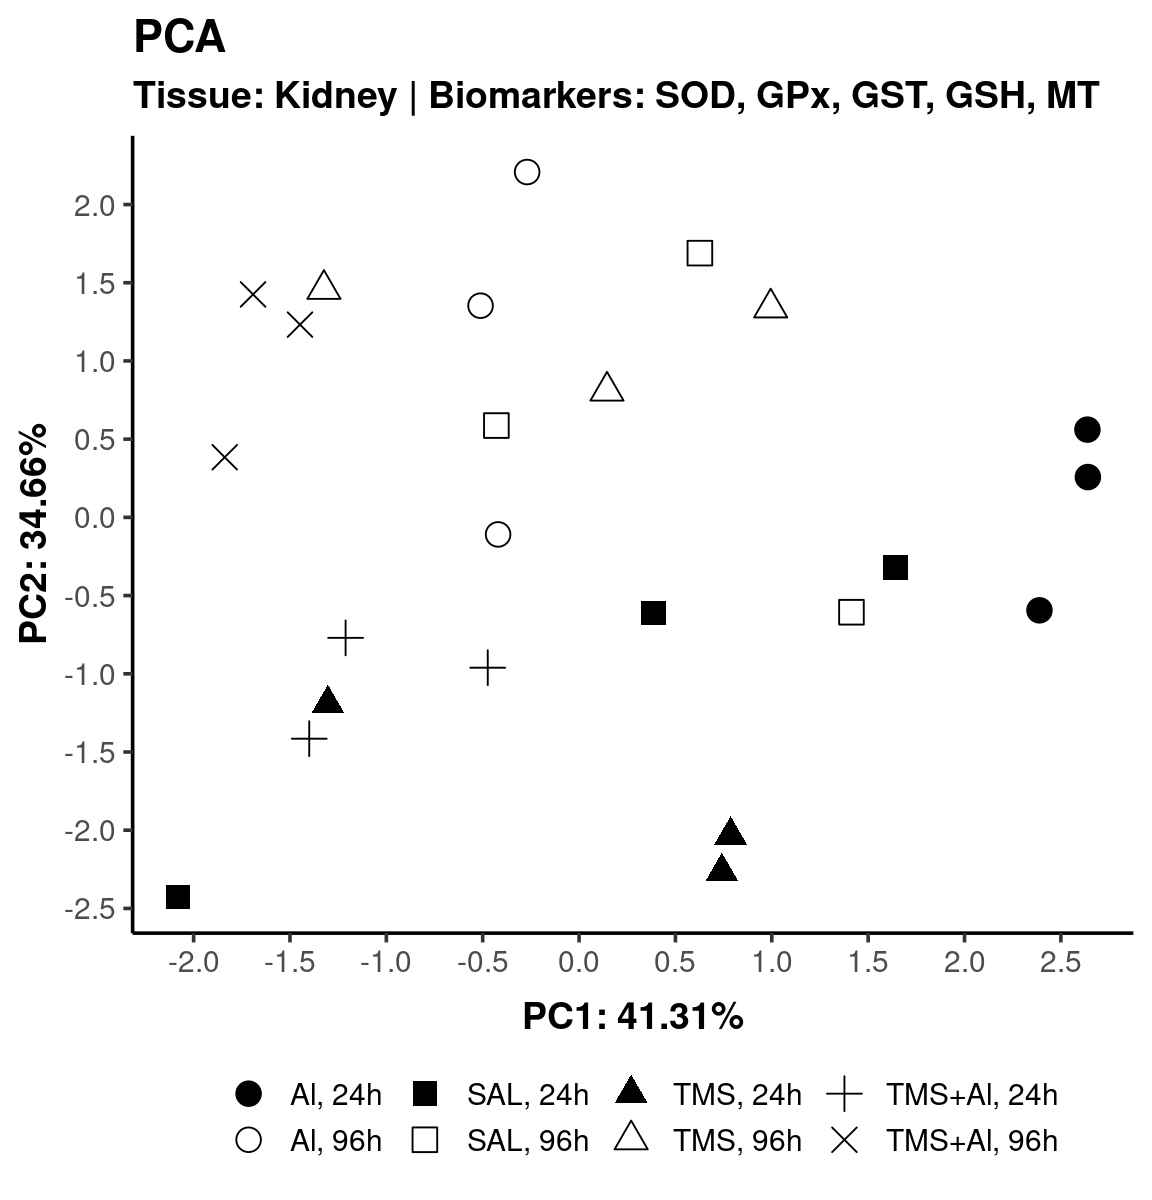 PCA
Tissue: Kidney | Biomarkers: SOD, GPx, GST, GSH, MT
PC2: 34.66%
2.0
1.5
1.0
0.5
0.0
-0.5
-1.0
-1.5
-2.0
-2.5
-2.0 -1.5 -1.0 -0.5 0.0 0.5 1.0 1.5 2.0 2.5
PC1: 41.31%
Al, 24h SAL, 24h TMS, 24h TMS+Al, 24h
Al, 96h SAL, 96h TMS, 96h TMS+Al, 96h